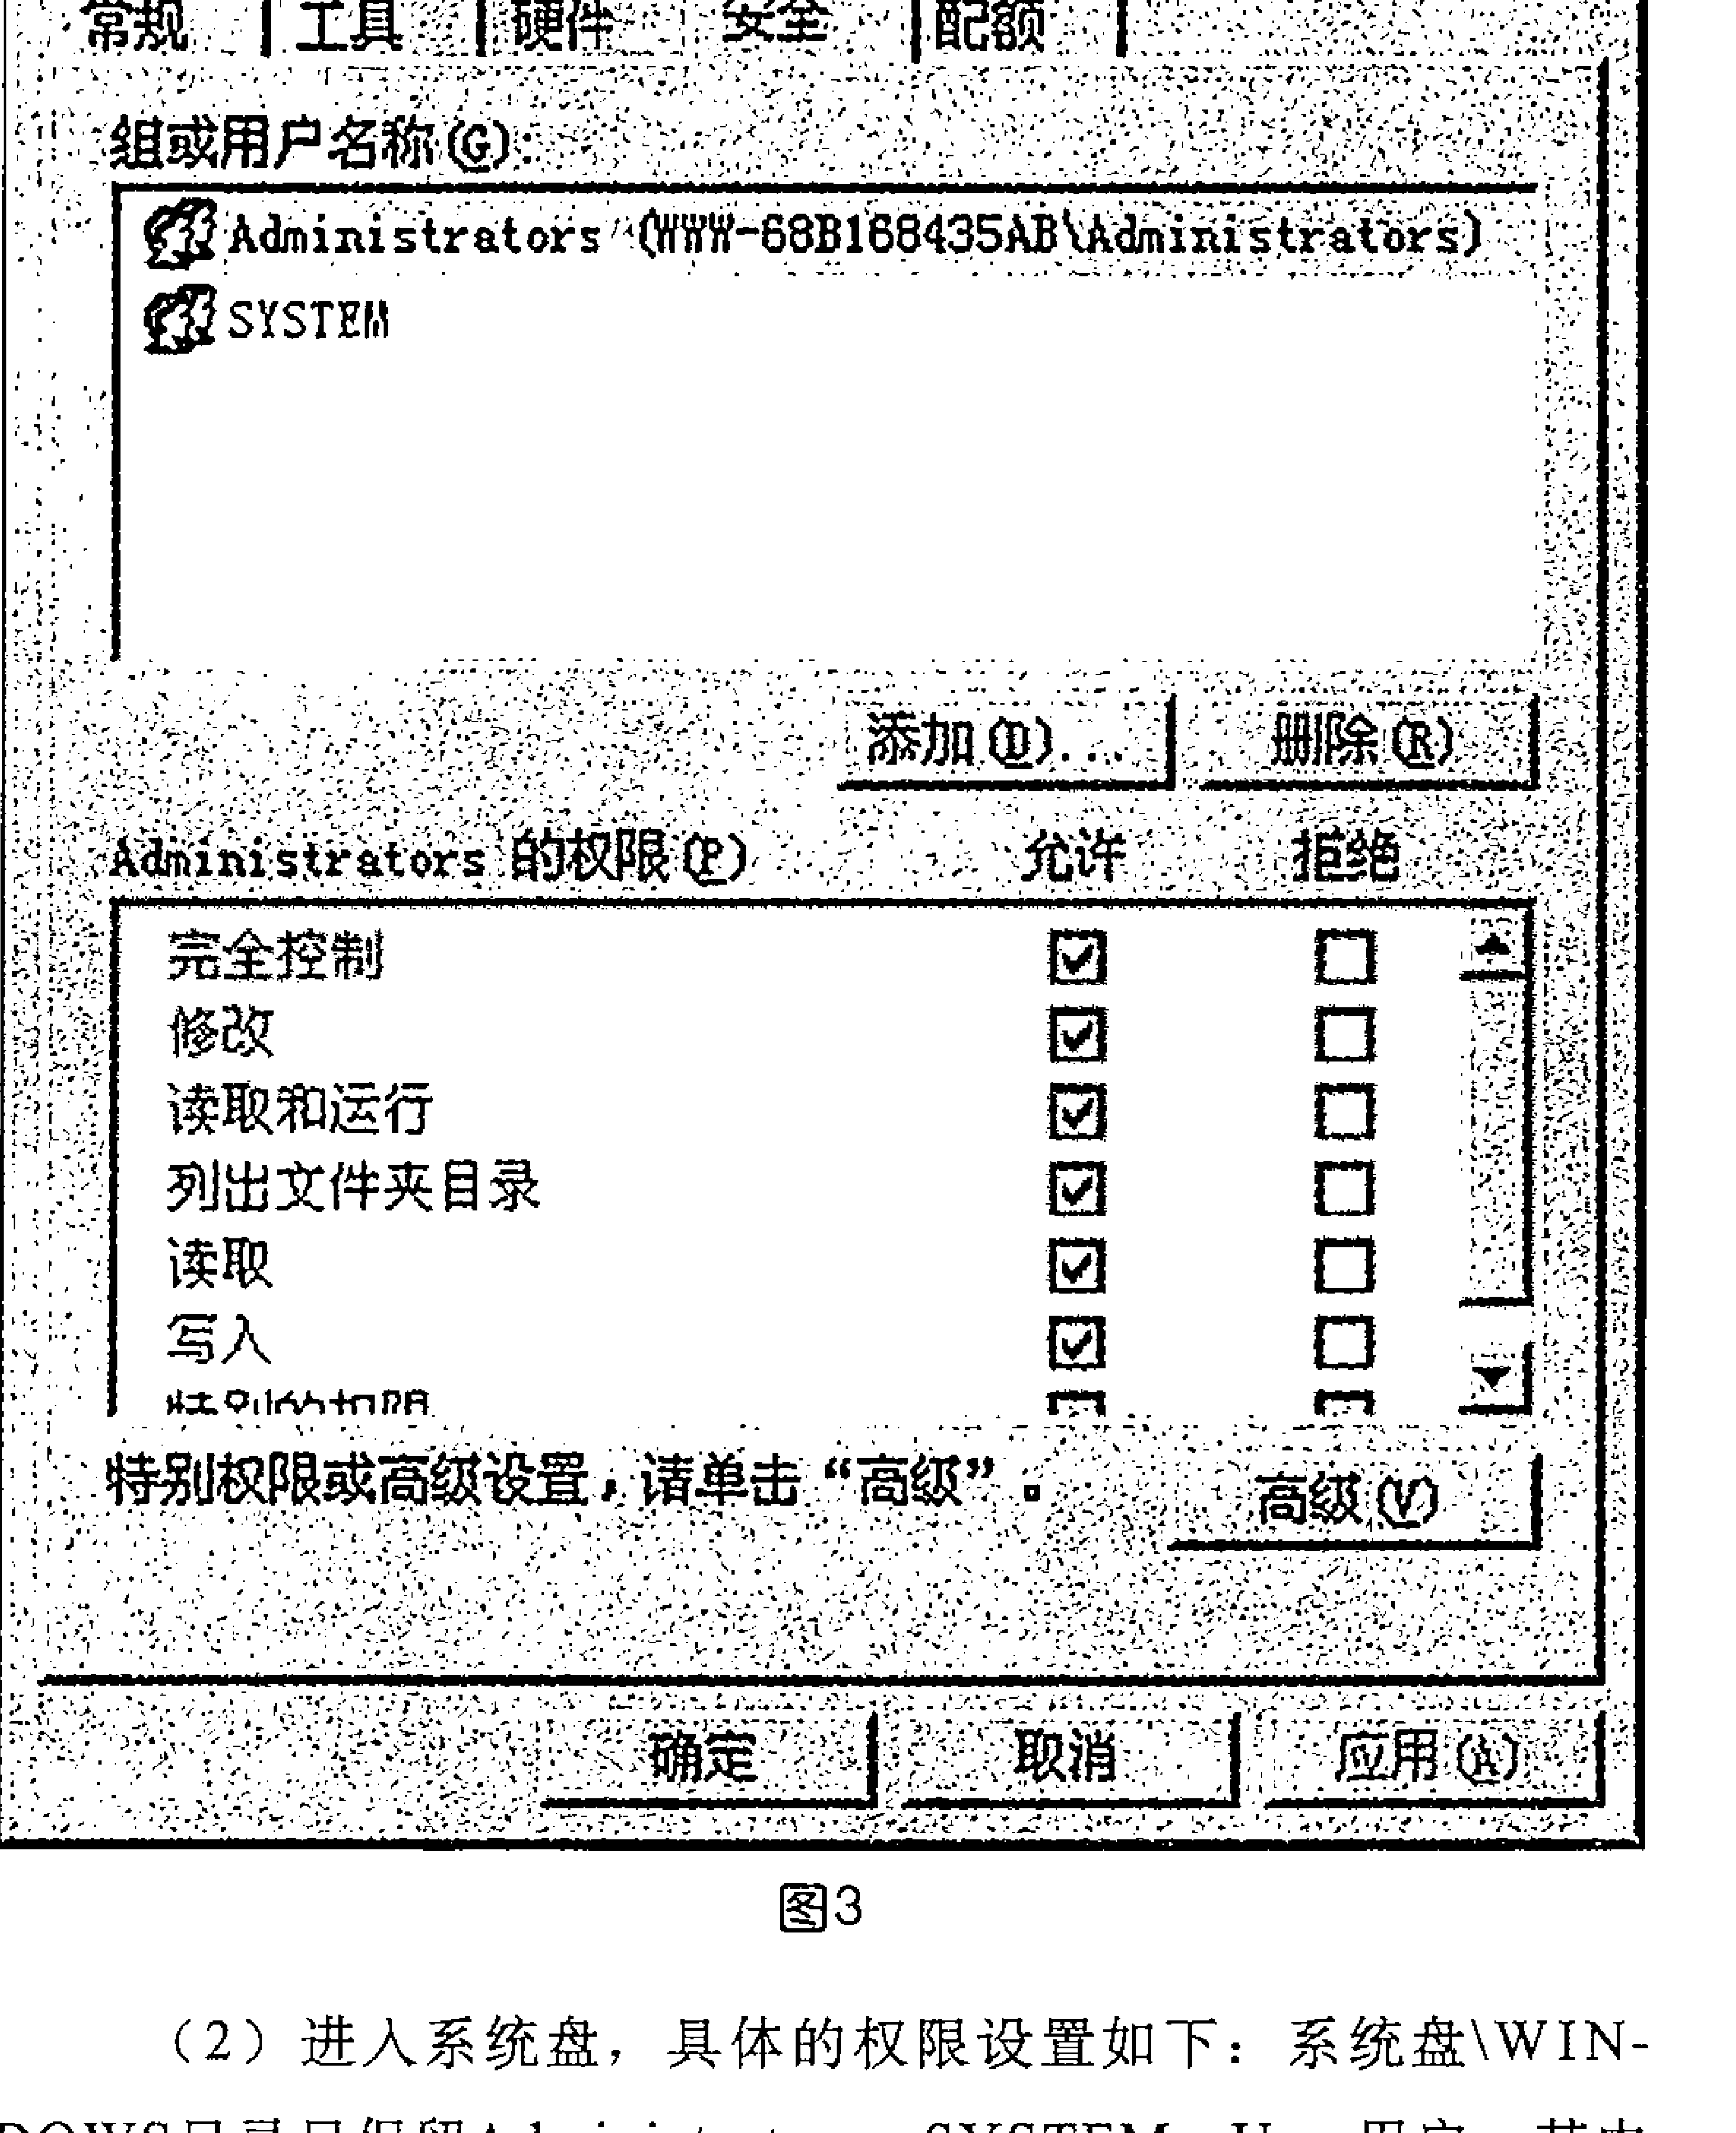 常规 工具 硬件 安全 配额
组或用户名称(G):
Administrators (WWW-68B168435AB\Administrators)
SYSTEM
添加(D)... 删除(R)
Administrators 的权限(P) 允许 拒绝
完全控制
修改
读取和运行
列出文件夹目录
读取
写入
特别权限或高级设置，请单击“高级”。
高级(V)
确定 取消 应用(A)
图3
（2）进入系统盘，具体的权限设置如下：系统盘\WIN-